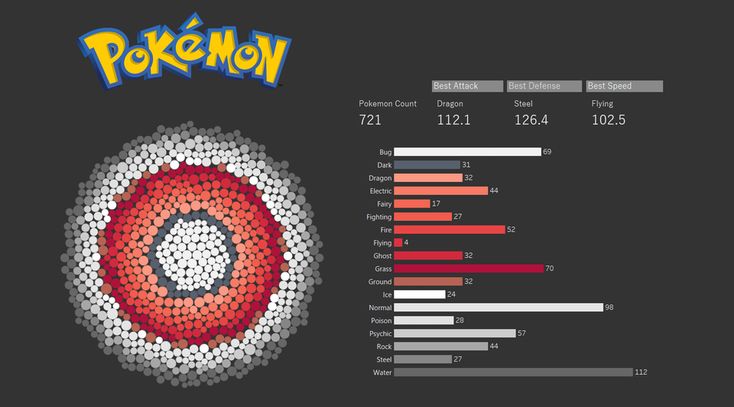 POKéMON
Best Attack Best Defense Best Speed
Pokemon Count Dragon Steel Flying
721 112.1 126.4 102.5
Bug 69
Dark 31
Dragon 32
Electric 44
Fairy 17
Fighting 27
Fire 52
Flying 4
Ghost 32
Grass 70
Ground 32
Ice 24
Normal 98
Poison 28
Psychic 57
Rock 44
Steel 27
Water 112